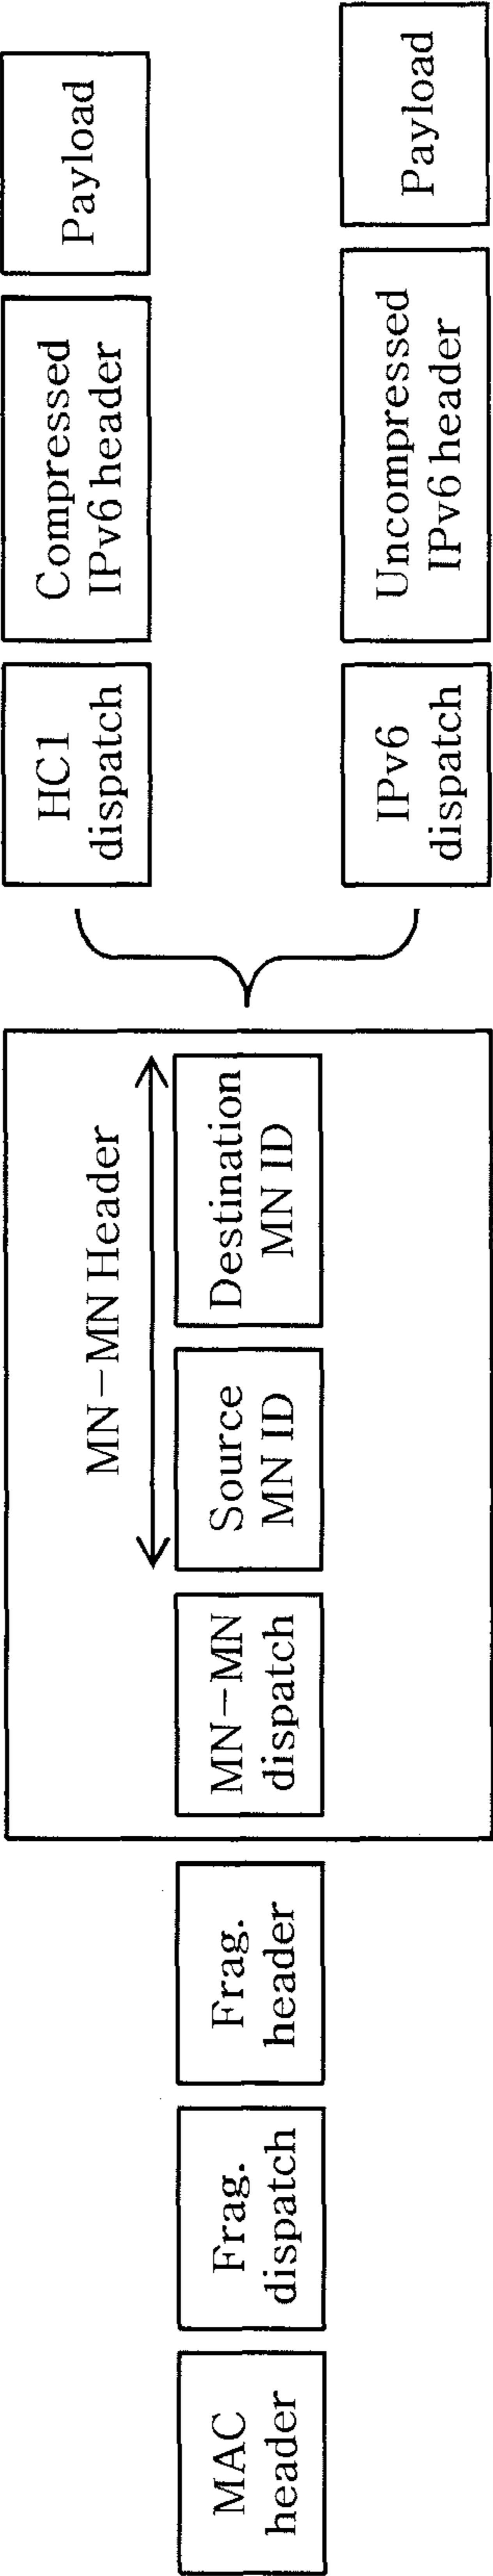 MAC
header
Frag.
dispatch
Frag.
header
MN-MN Header
MN-MN
dispatch
Source
MN ID
Destination
MN ID
HC1
dispatch
Compressed
IPv6 header
Payload
IPv6
dispatch
Uncompressed
IPv6 header
Payload